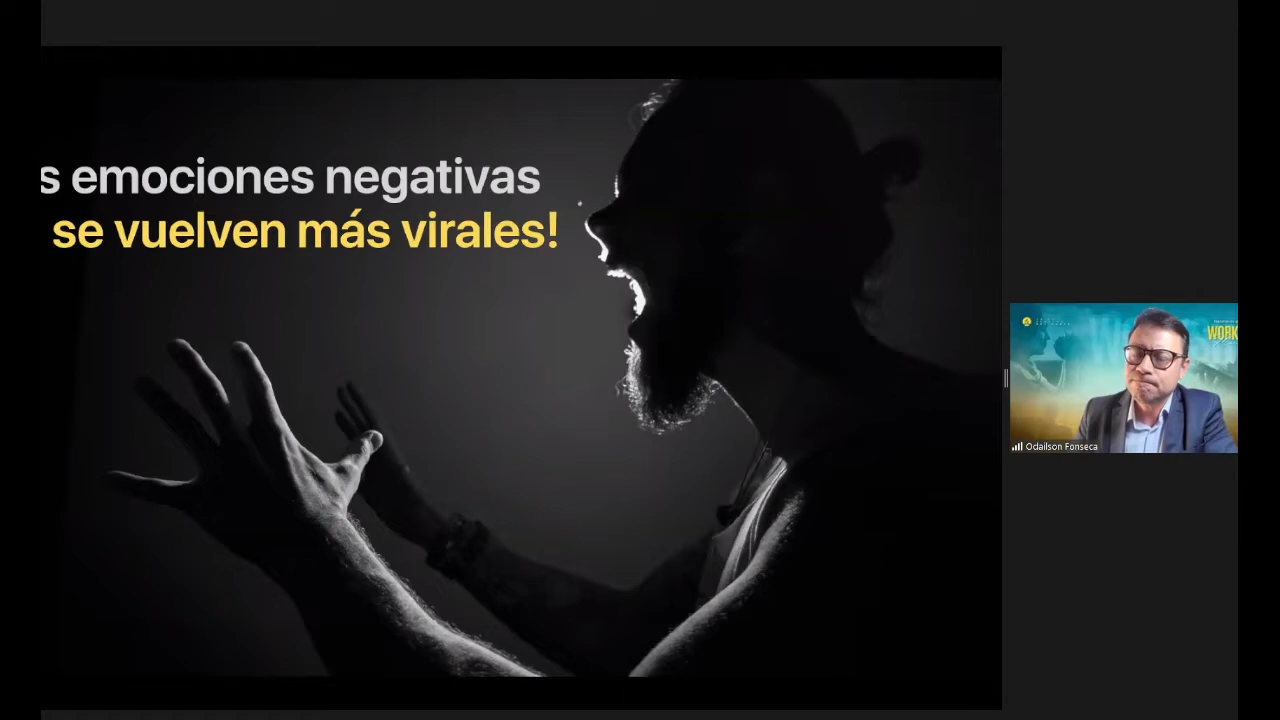 s emociones negativas
se vuelven más virales!
WORK
Odailson Fonseca